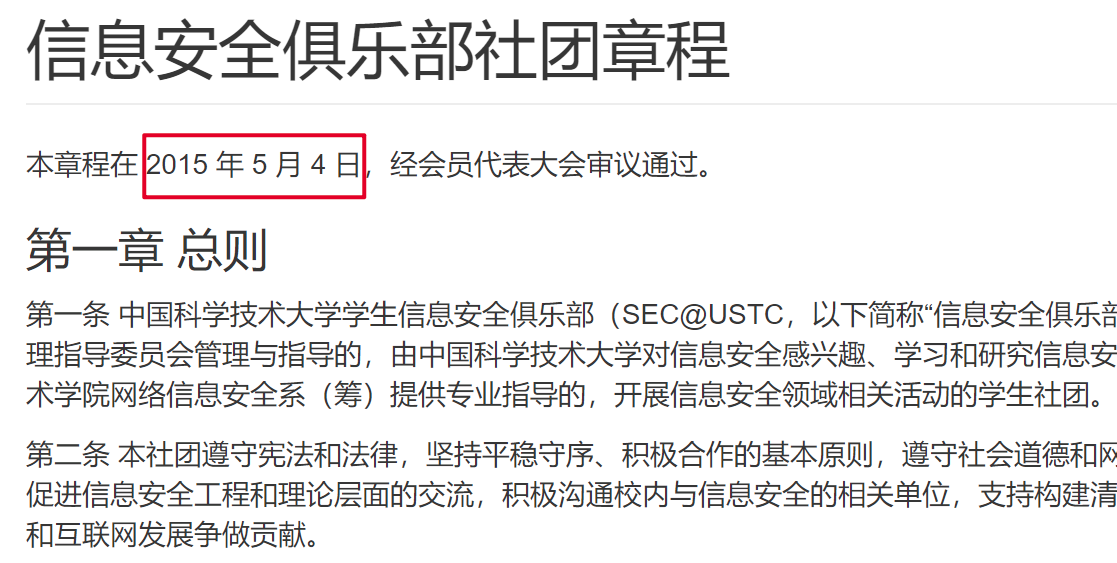 信息安全俱乐部社团章程
本章程在 2015 年 5 月 4 日，经会员代表大会审议通过。
第一章 总则
第一条 中国科学技术大学学生信息安全俱乐部（SEC@USTC，以下简称“信息安全俱乐部
理指导委员会管理与指导的，由中国科学技术大学对信息安全感兴趣、学习和研究信息安
术学院网络信息安全系（筹）提供专业指导的，开展信息安全领域相关活动的学生社团。
第二条 本社团遵守宪法和法律，坚持平稳守序、积极合作的基本原则，遵守社会道德和网
促进信息安全工程和理论层面的交流，积极沟通校内与信息安全的相关单位，支持构建清
和互联网发展争做贡献。